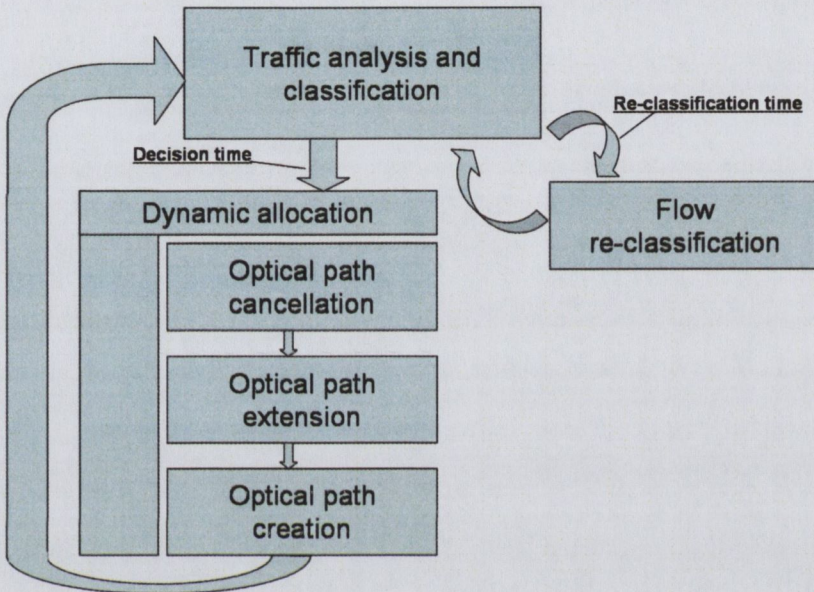 Traffic analysis and
classification
Re-classification time
Decision time
Flow
re-classification
Dynamic allocation
Optical path
cancellation
Optical path
extension
Optical path
creation